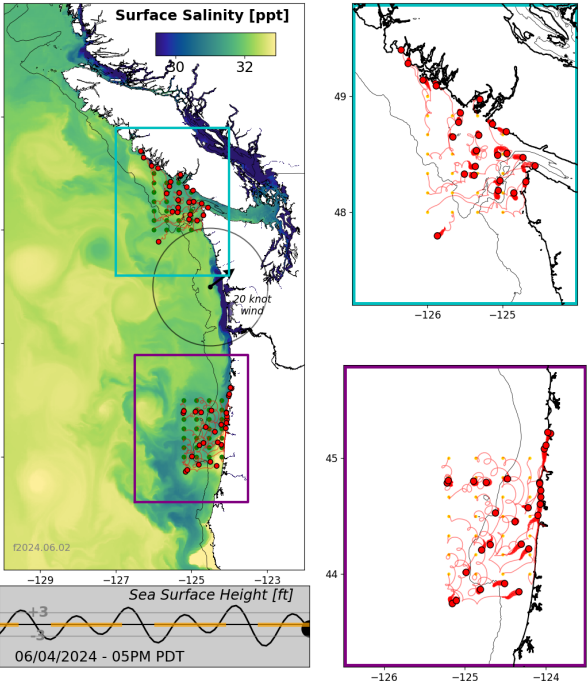 Surface Salinity [ppt]
30 32
20 knot
wind
f2024.06.02
−129 −127 −125 −123
Sea Surface Height [ft]
+3
-3
06/04/2024 - 05PM PDT
49
48
−126 −125
45
44
−126 −125 −124